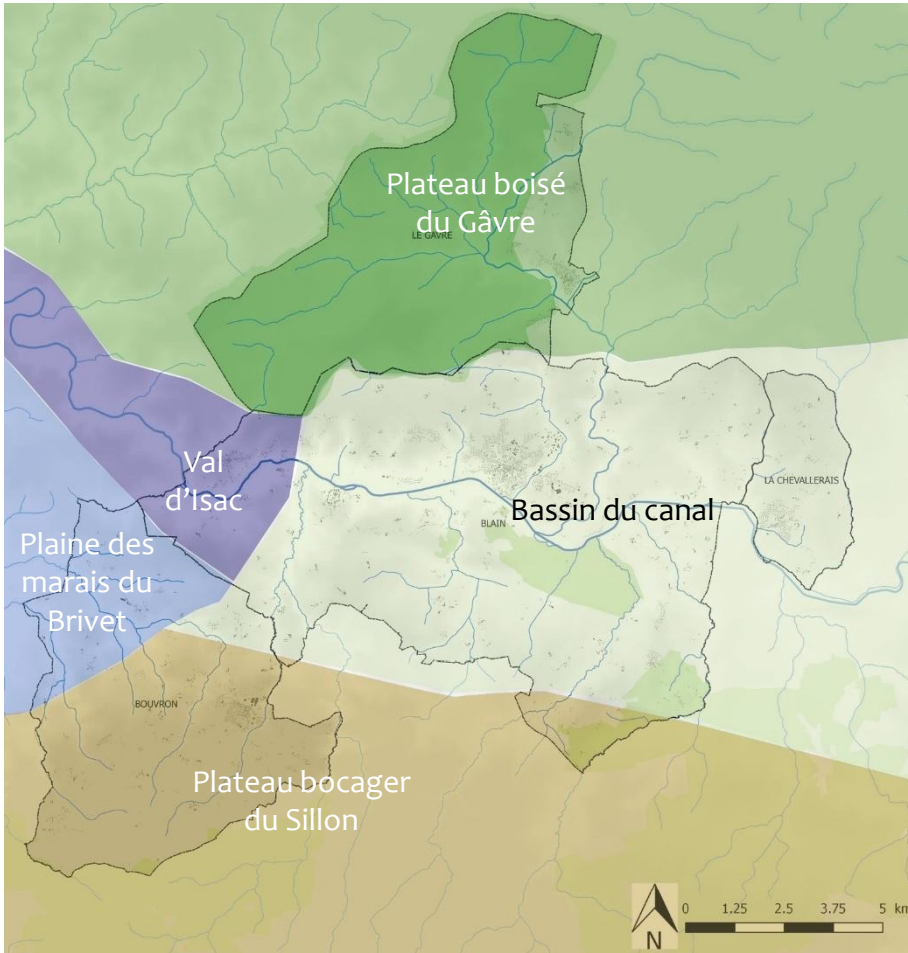 Plateau boisé
du Gâvre
LE GÂVRE
Val
d’Isac
LA CHEVALLERAIS
Bassin du canal
BLAIN
Plaine des
marais du
Brivet
BOUVRON
Plateau bocager
du Sillon
0 1.25 2.5 3.75 5 km
N